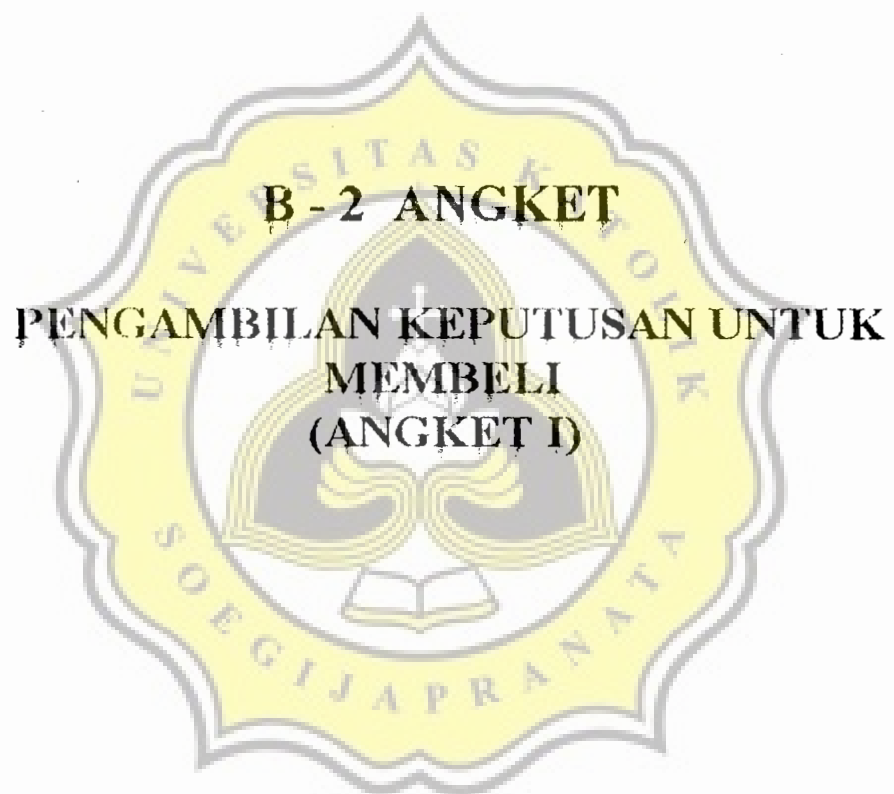 B - 2 ANGKET
PENGAMBILAN KEPUTUSAN UNTUK
MEMBELI
(ANGKET I)
UNIVERSITAS KATOLIK
SOEGIJAPRANATA